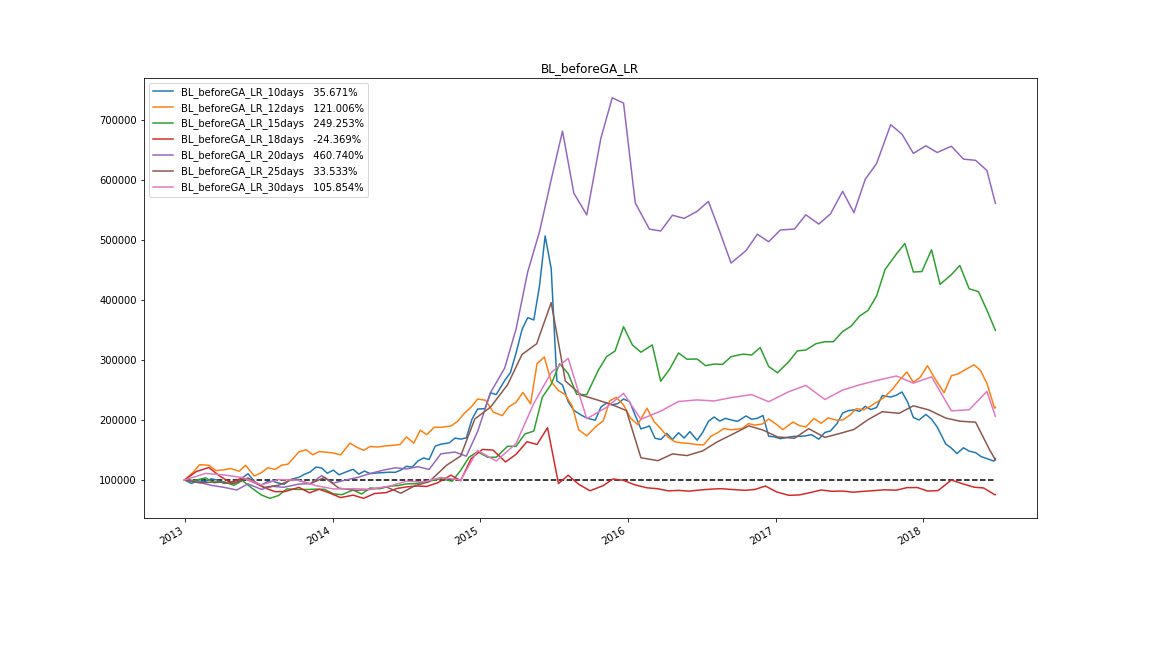 BL_beforeGA_LR
BL_beforeGA_LR_10days 35.671%
BL_beforeGA_LR_12days 121.006%
BL_beforeGA_LR_15days 249.253%
BL_beforeGA_LR_18days -24.369%
BL_beforeGA_LR_20days 460.740%
BL_beforeGA_LR_25days 33.533%
BL_beforeGA_LR_30days 105.854%
700000
600000
500000
400000
300000
200000
100000
2013 2014 2015 2016 2017 2018